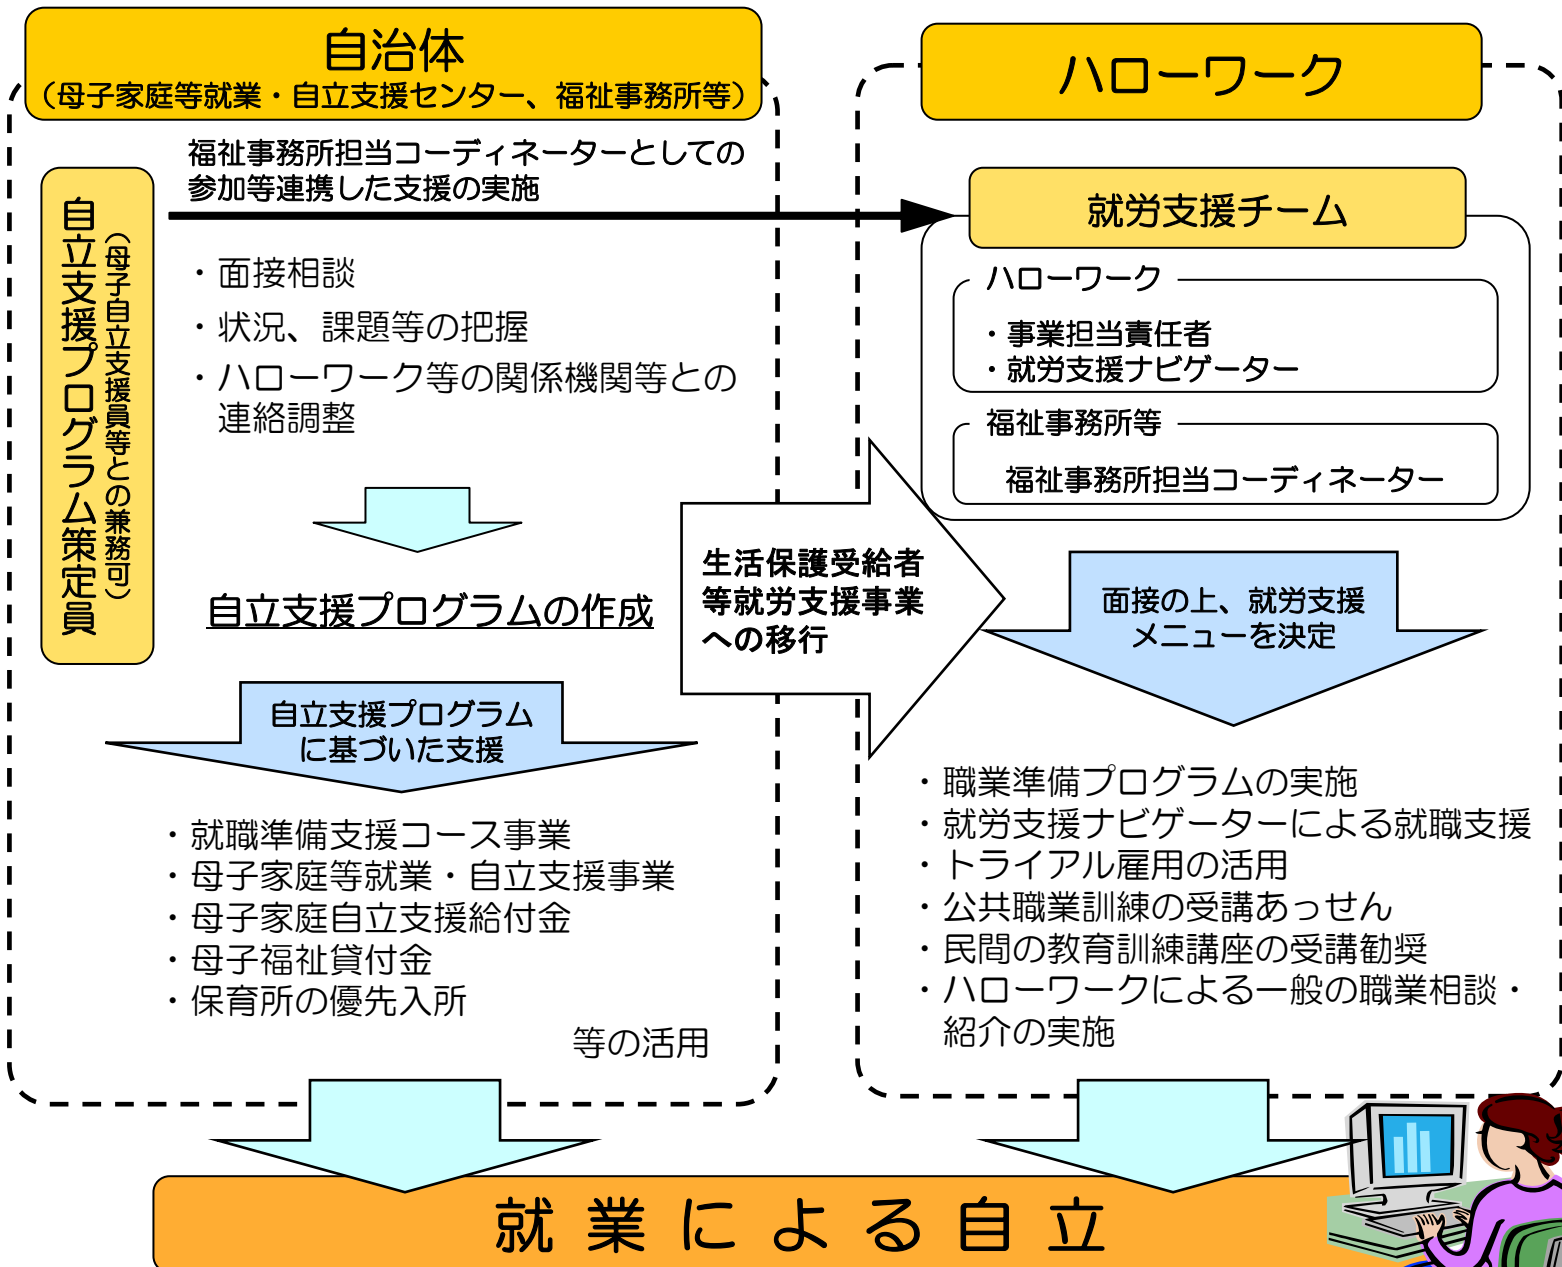 自治体
（母子家庭等就業・自立支援センター、福祉事務所等）
福祉事務所担当コーディネーターとしての
参加等連携した支援の実施
自立支援プログラム策定員
（母子自立支援員等との兼務可）
・面接相談
・状況、課題等の把握
・ハローワーク等の関係機関等との
連絡調整
自立支援プログラムの作成
自立支援プログラム
に基づいた支援
・就職準備支援コース事業
・母子家庭等就業・自立支援事業
・母子家庭自立支援給付金
・母子福祉貸付金
・保育所の優先入所
等の活用
生活保護受給者
等就労支援事業
への移行
ハローワーク
就労支援チーム
ハローワーク
・事業担当責任者
・就労支援ナビゲーター
福祉事務所等
福祉事務所担当コーディネーター
面接の上、就労支援
メニューを決定
・職業準備プログラムの実施
・就労支援ナビゲーターによる就職支援
・トライアル雇用の活用
・公共職業訓練の受講あっせん
・民間の教育訓練講座の受講勧奨
・ハローワークによる一般の職業相談・
紹介の実施
就業による自立